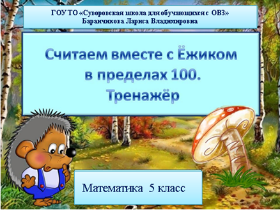 ГОУ ТО «Суворовская школа для обучающихся с ОВЗ»
Баранчикова Лариса Владимировна
Считаем вместе с Ёжиком
в пределах 100.
Тренажёр
Математика 5 класс